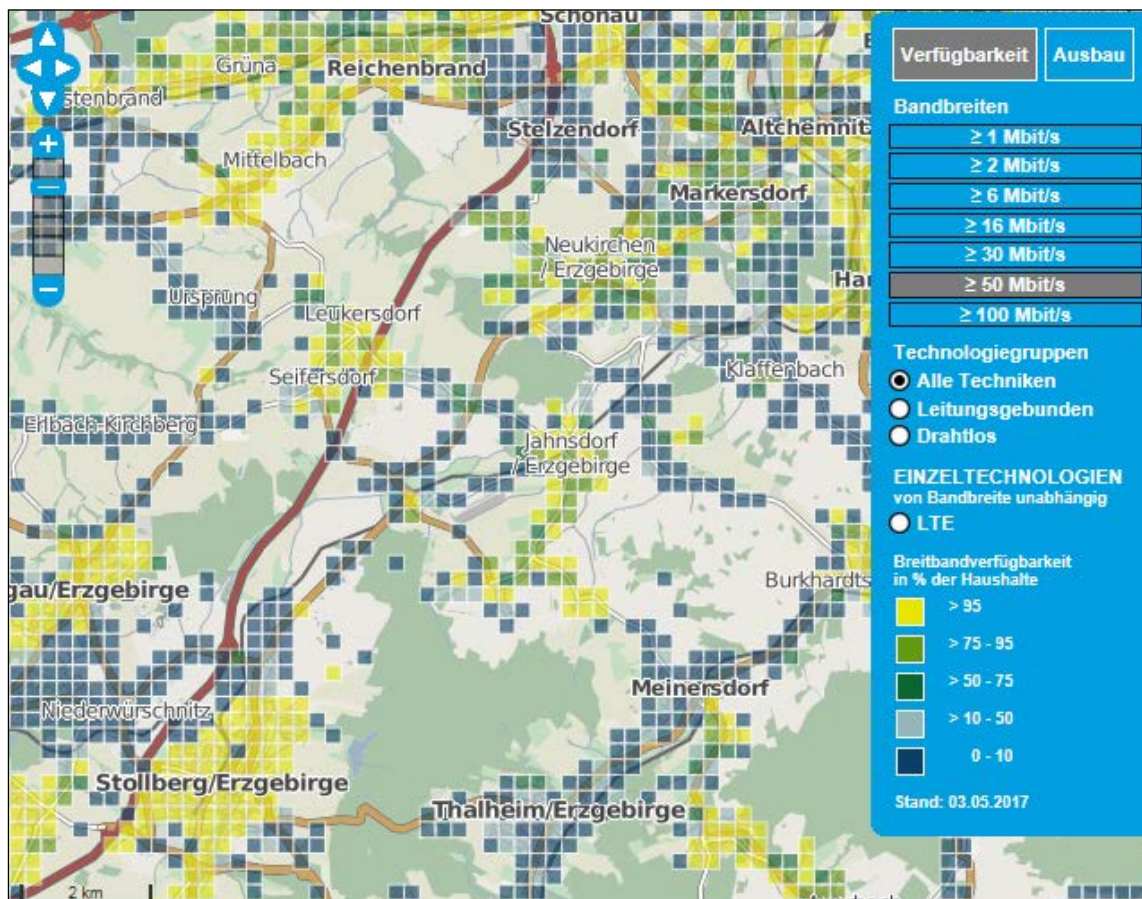 Schönau
Grüna
Reichenbrand
stenbrand
Stelzendorf
Altchemnitz
Mittelbach
Markersdorf
Neukirchen
/ Erzgebirge
Har
Ursprung
Leukersdorf
Klaffenbach
Seifersdorf
Erlbach-Kirchberg
Jahnsdorf
/ Erzgebirge
gau/Erzgebirge
Burkhardts
Meinersdorf
Niederwürschnitz
Stollberg/Erzgebirge
Thalheim/Erzgebirge
2 km
Verfügbarkeit
Ausbau
Bandbreiten
≥ 1 Mbit/s
≥ 2 Mbit/s
≥ 6 Mbit/s
≥ 16 Mbit/s
≥ 30 Mbit/s
≥ 50 Mbit/s
≥ 100 Mbit/s
Technologiegruppen
Alle Techniken
Leitungsgebunden
Drahtlos
EINZELTECHNOLOGIEN
von Bandbreite unabhängig
LTE
Breitbandverfügbarkeit
in % der Haushalte
> 95
> 75 - 95
> 50 - 75
> 10 - 50
0 - 10
Stand: 03.05.2017